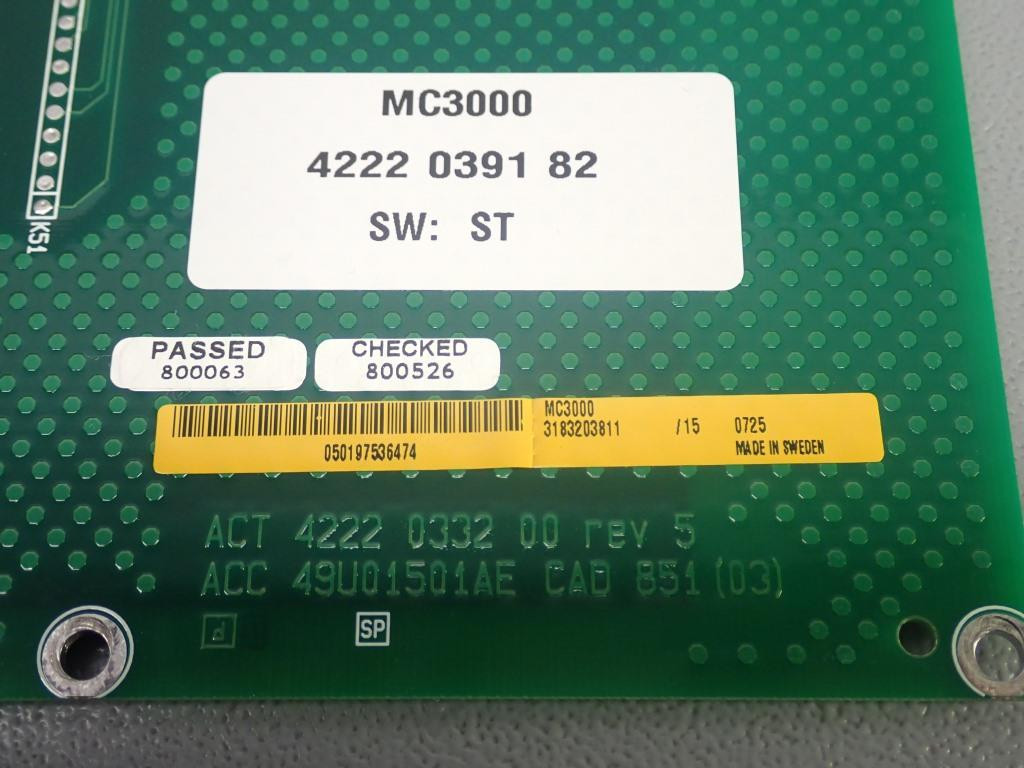 MC3000
4222 0391 82
SW: ST
K51
PASSED
800063
CHECKED
800526
050197536474
MC3000
3183203811 /15 0725
MADE IN SWEDEN
ACT 4222 0332 00 rev 5
ACC 49U01501AE CAD 851 (03)
d SP